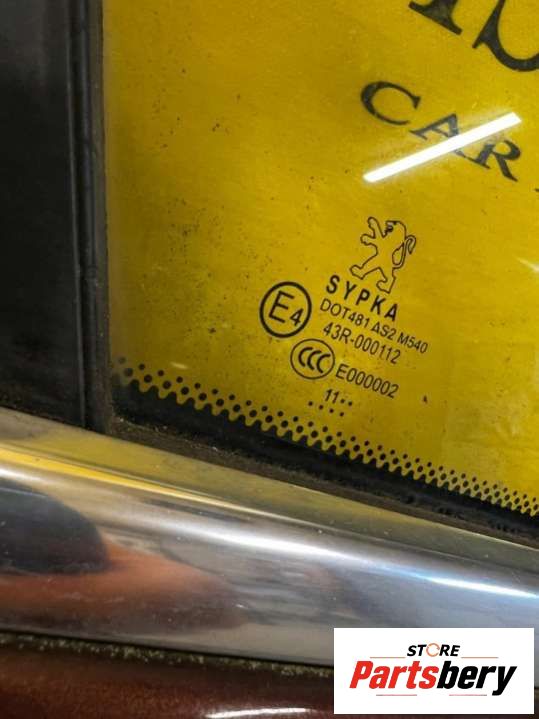 CAR
SYPKA
E4
DOT481 AS2 M540
43R-000112
CCC E000002
11
STORE
Partsbery